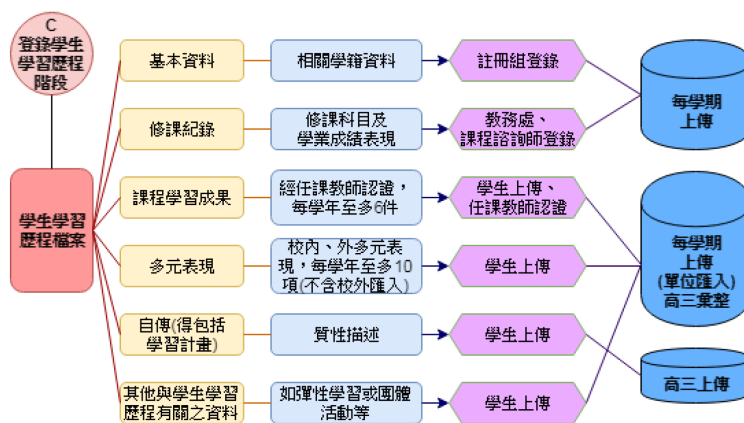 C
登錄學生
學習歷程
階段
學生學習
歷程檔案
基本資料
相關學籍資料
註冊組登錄
修課紀錄
修課科目及
學業成績表現
教務處、
課程諮詢師登錄
每學期
上傳
課程學習成果
經任課教師認證，
每學年至多6件
學生上傳、
任課教師認證
多元表現
校內、外多元表
現，每學年至多10
項(不含校外匯入)
學生上傳
每學期
上傳
(單位匯入)
高三彙整
自傳(得包括
學習計畫)
質性描述
學生上傳
高三上傳
其他與學生學習
歷程有關之資料
如彈性學習或團體
活動等
學生上傳